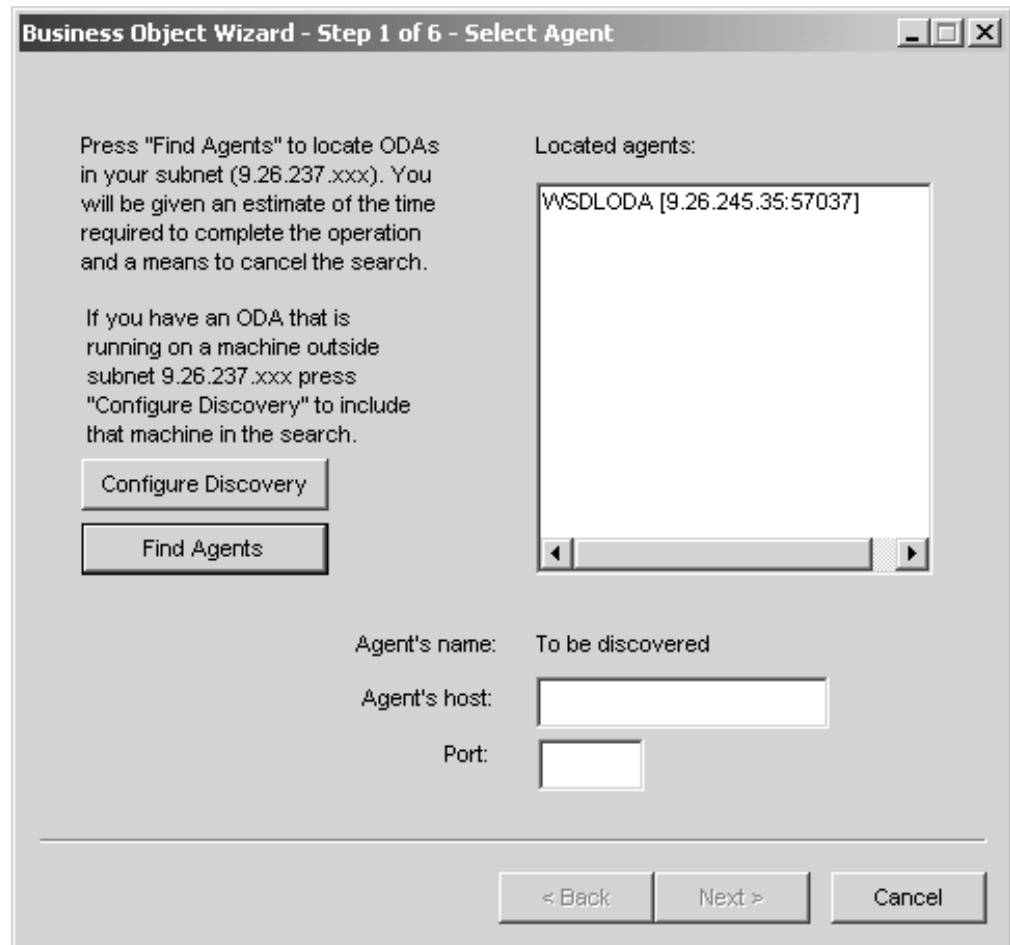 Business Object Wizard - Step 1 of 6 - Select Agent
Press "Find Agents" to locate ODAs
in your subnet (9.26.237.xxx). You
will be given an estimate of the time
required to complete the operation
and a means to cancel the search.
If you have an ODA that is
running on a machine outside
subnet 9.26.237.xxx press
"Configure Discovery" to include
that machine in the search.
Configure Discovery
Find Agents
Located agents:
WSDLODA [9.26.245.35:57037]
Agent's name: To be discovered
Agent's host:
Port:
< Back
Next >
Cancel